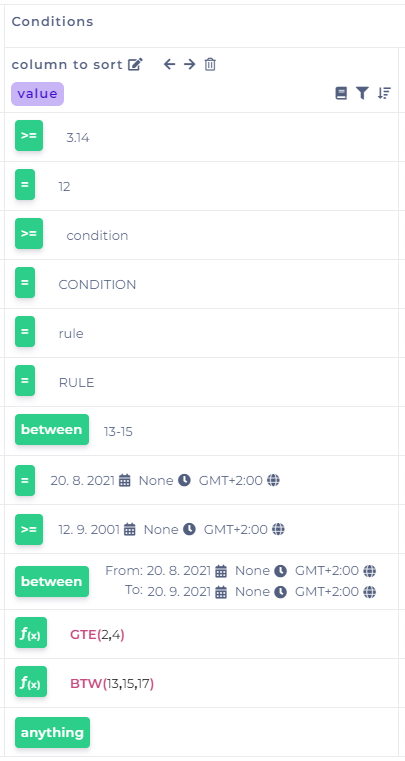 Conditions
column to sort
value
>= 3.14
= 12
>= condition
= CONDITION
= rule
= RULE
between 13-15
= 20. 8. 2021 None GMT+2:00
>= 12. 9. 2001 None GMT+2:00
between From: 20. 8. 2021 None GMT+2:00
To: 20. 9. 2021 None GMT+2:00
f(x) GTE(2,4)
f(x) BTW(13,15,17)
anything